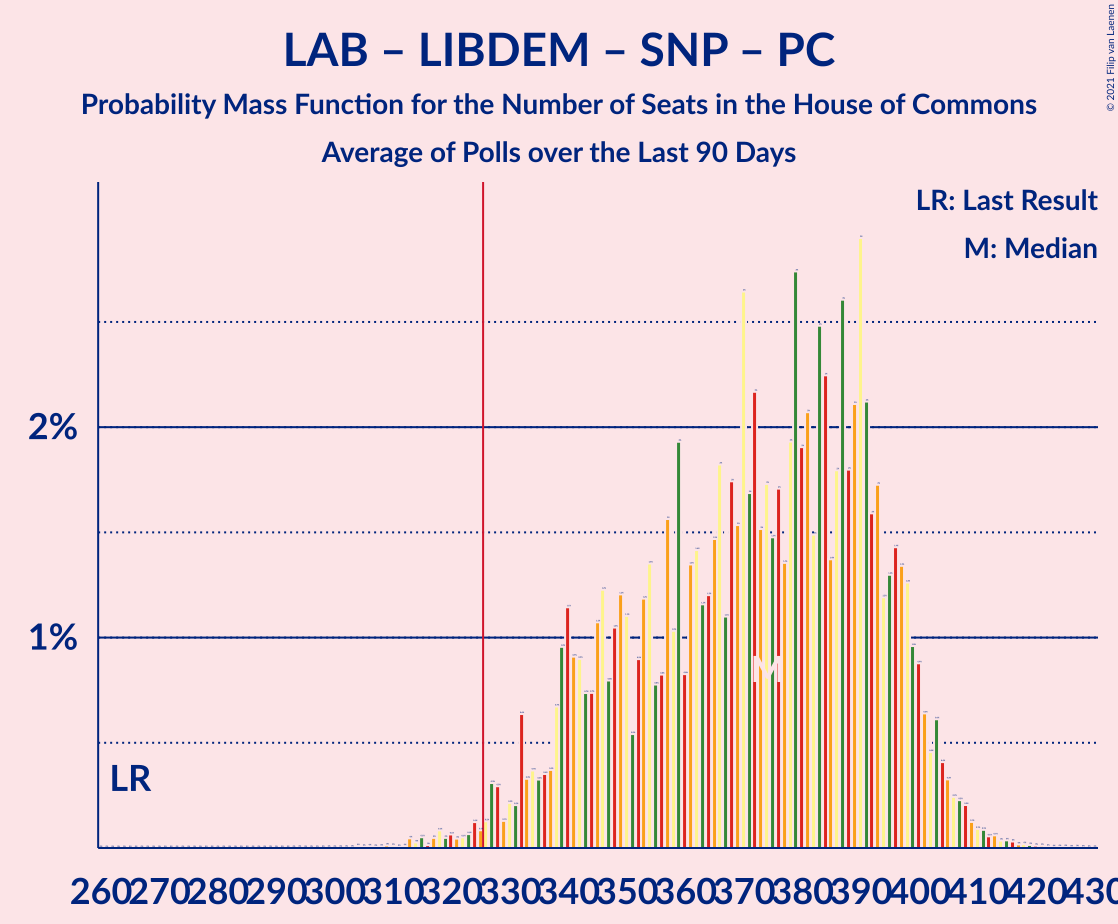 LAB – LIBDEM – SNP – PC
Probability Mass Function for the Number of Seats in the House of Commons
Average of Polls over the Last 90 Days
© 2021 Filip van Laenen
LR: Last Result
M: Median
2%
1%
M
LR
260 270 280 290 300 310 320 330 340 350 360 370 380 390 400 410 420 430